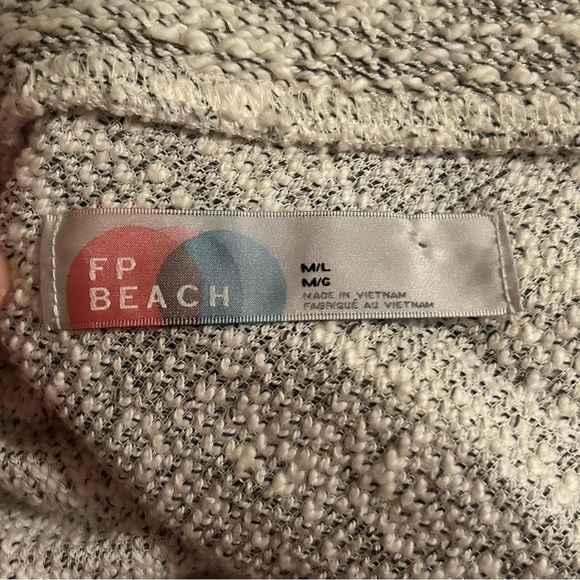 FP
BEACH
M/L
M/G
MADE IN VIETNAM
FABRIQUÉ AU VIETNAM